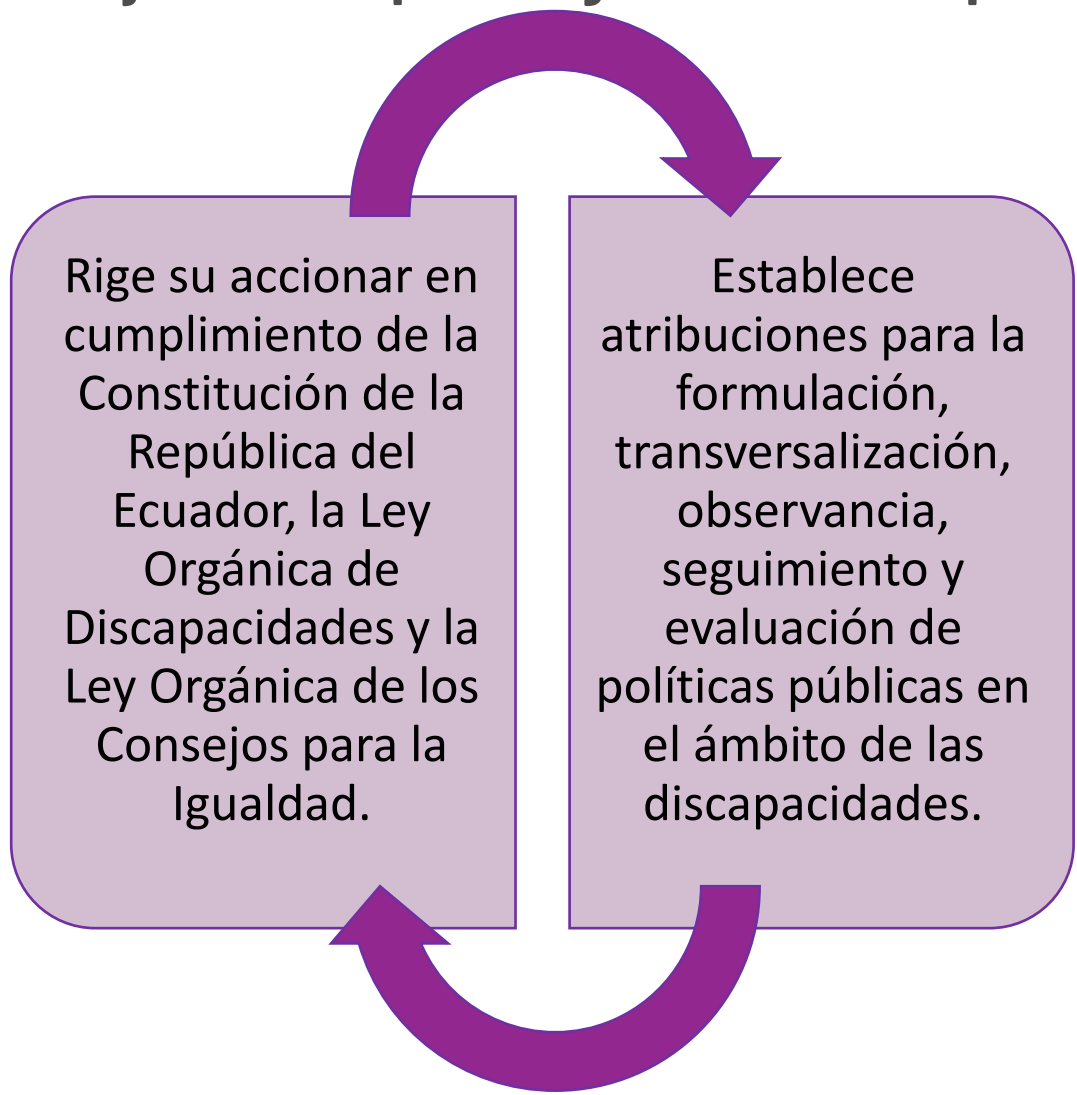 Rige su accionar en
cumplimiento de la
Constitución de la
República del
Ecuador, la Ley
Orgánica de
Discapacidades y la
Ley Orgánica de los
Consejos para la
Igualdad.
Establece
atribuciones para la
formulación,
transversalización,
observancia,
seguimiento y
evaluación de
políticas públicas en
el ámbito de las
discapacidades.